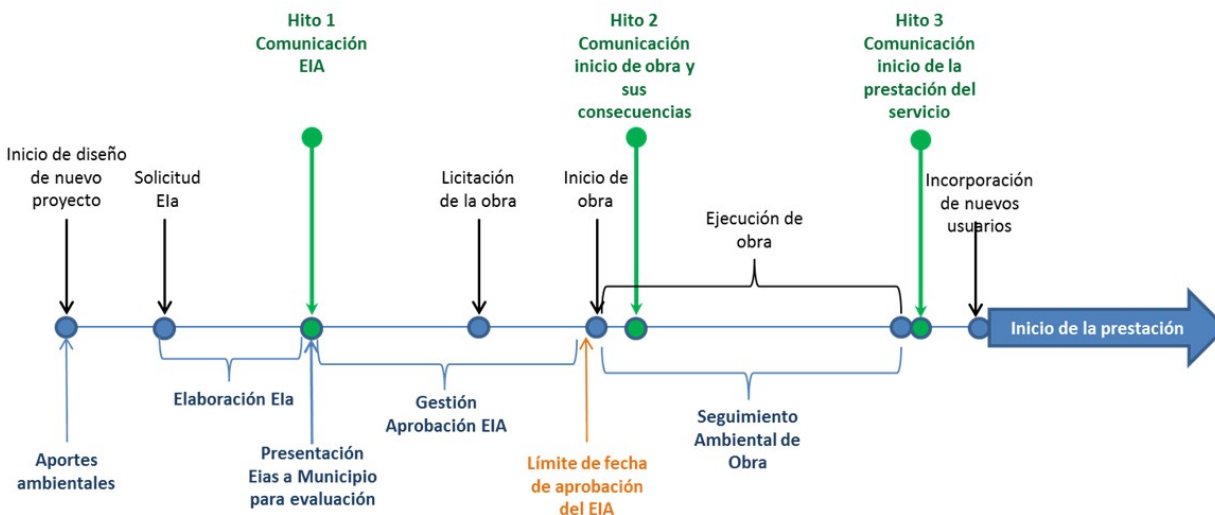 Hito 1
Comunicación
EIA
Hito 2
Comunicación
inicio de obra y
sus
consecuencias
Hito 3
Comunicación
inicio de la
prestación del
servicio
Inicio de diseño
de nuevo
proyecto
Solicitud
EIa
Licitación
de la obra
Inicio de
obra
Ejecución de
obra
Incorporación
de nuevos
usuarios
Inicio de la prestación
Elaboración EIa
Gestión
Aprobación EIA
Seguimiento
Ambiental de
Obra
Aportes
ambientales
Presentación
Eias a Municipio
para evaluación
Límite de fecha
de aprobación
del EIA